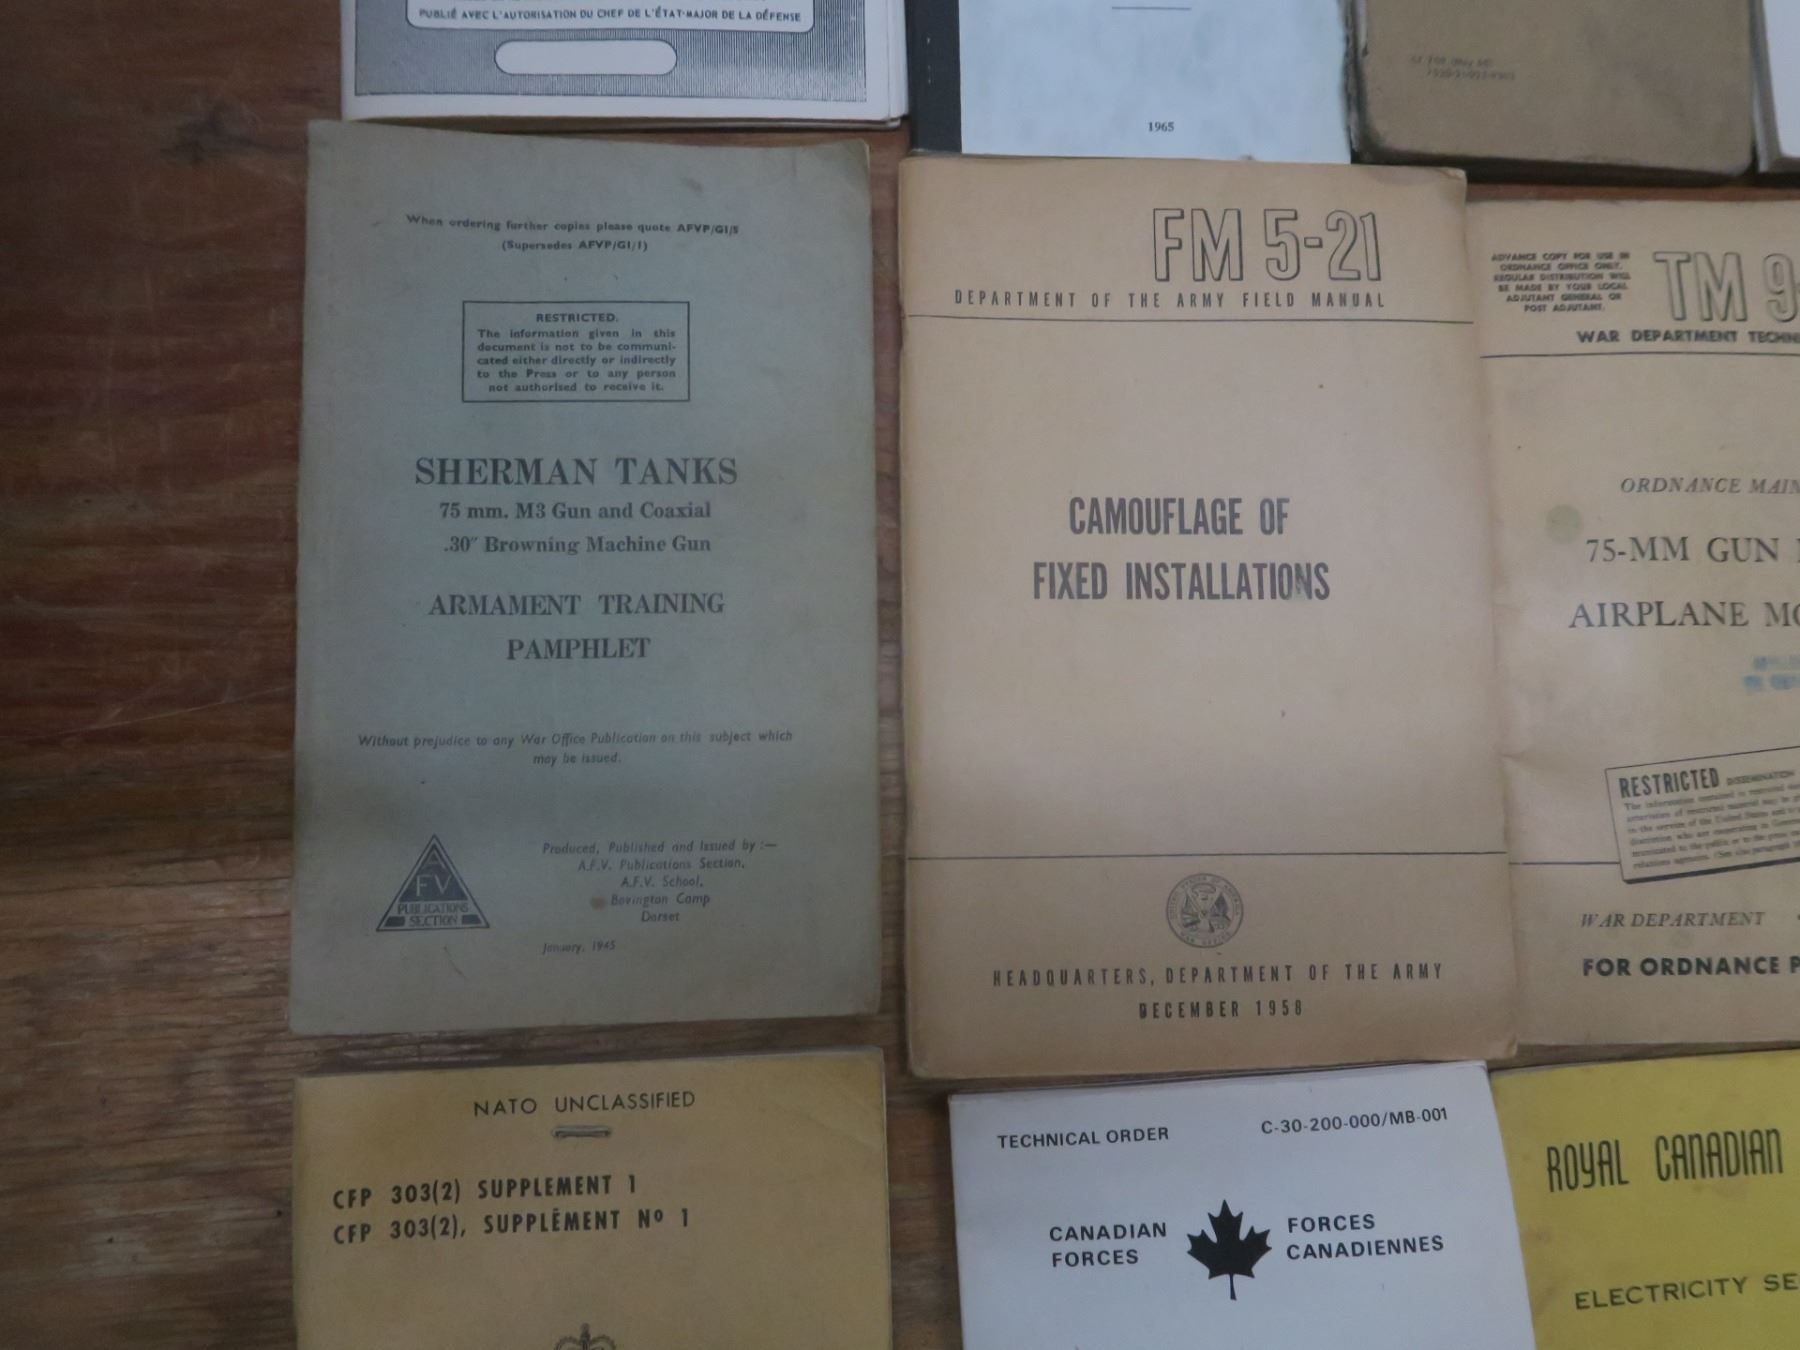 PUBLIÉ AVEC L'AUTORISATION DU CHEF DE L'ÉTAT-MAJOR DE LA DÉFENSE
1965
When ordering further copies please quote AFVP/GI/5
(Supersedes AFVP/GI/1)
RESTRICTED.
The information given in this
document is not to be communi-
cated either directly or indirectly
to the Press or to any person
not authorised to receive it.
SHERMAN TANKS
75 mm. M3 Gun and Coaxial
.30″ Browning Machine Gun
ARMAMENT TRAINING
PAMPHLET
Without prejudice to any War Office Publication on this subject which
may be issued.
AFV
PUBLICATIONS
SECTION
Produced, Published and Issued by :—
A.F.V. Publications Section,
A.F.V. School,
Bovington Camp
Dorset
January, 1945
FM 5-21
DEPARTMENT OF THE ARMY FIELD MANUAL
CAMOUFLAGE OF
FIXED INSTALLATIONS
HEADQUARTERS, DEPARTMENT OF THE ARMY
DECEMBER 1958
ADVANCE COPY FOR USE IN
ORDNANCE OFFICE ONLY.
REGULAR DISTRIBUTION WILL
BE MADE BY YOUR LOCAL
ADJUTANT GENERAL OR
POST ADJUTANT.
TM 9-
WAR DEPARTMENT TECHN
ORDNANCE MAIN
75-MM GUN
AIRPLANE MO
RESTRICTED DISSEMINATION
WAR DEPARTMENT
FOR ORDNANCE P
NATO UNCLASSIFIED
CFP 303(2) SUPPLEMENT 1
CFP 303(2), SUPPLÉMENT Nº 1
TECHNICAL ORDER
C-30-200-000/MB-001
CANADIAN
FORCES
FORCES
CANADIENNES
ROYAL CANADIAN
ELECTRICITY SE